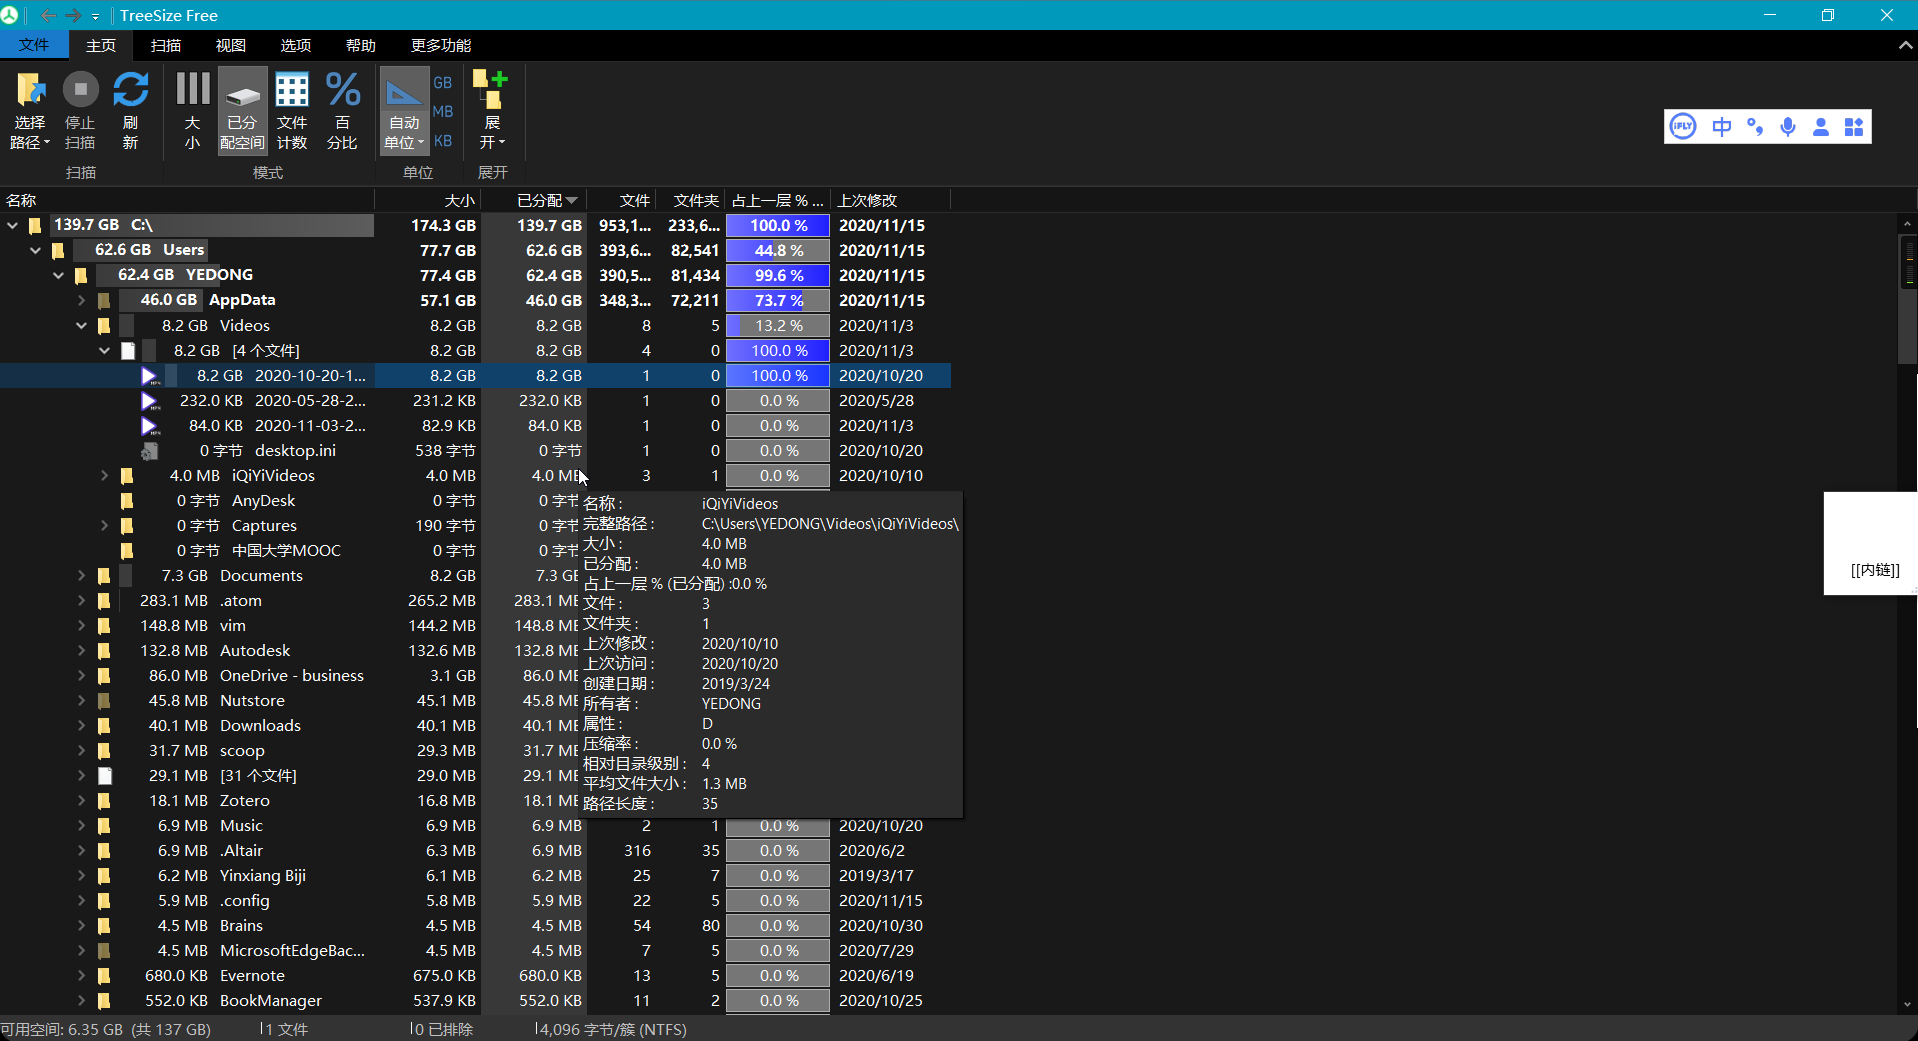 TreeSize Free
文件 主页 扫描 视图 选项 帮助 更多功能
选择路径 停止扫描 刷新 大小 已分配空间 文件计数 百分比 自动单位 GB MB KB 展开
扫描 模式 单位 展开
iFLY 中
名称 大小 已分配 文件 文件夹 占上一层 % ... 上次修改
139.7 GB C:\ 174.3 GB 139.7 GB 953,1... 233,6... 100.0 % 2020/11/15
62.6 GB Users 77.7 GB 62.6 GB 393,6... 82,541 44.8 % 2020/11/15
62.4 GB YEDONG 77.4 GB 62.4 GB 390,5... 81,434 99.6 % 2020/11/15
46.0 GB AppData 57.1 GB 46.0 GB 348,3... 72,211 73.7 % 2020/11/15
8.2 GB Videos 8.2 GB 8.2 GB 8 5 13.2 % 2020/11/3
8.2 GB [4 个文件] 8.2 GB 8.2 GB 4 0 100.0 % 2020/11/3
8.2 GB 2020-10-20-1... 8.2 GB 8.2 GB 1 0 100.0 % 2020/10/20
232.0 KB 2020-05-28-2... 231.2 KB 232.0 KB 1 0 0.0 % 2020/5/28
84.0 KB 2020-11-03-2... 82.9 KB 84.0 KB 1 0 0.0 % 2020/11/3
0 字节 desktop.ini 538 字节 0 字节 1 0 0.0 % 2020/10/20
4.0 MB iQiYiVideos 4.0 MB 4.0 MB 3 1 0.0 % 2020/10/10
0 字节 AnyDesk 0 字节 0 字节
0 字节 Captures 190 字节 0 字节
0 字节 中国大学MOOC 0 字节 0 字节
7.3 GB Documents 8.2 GB 7.3 GB
283.1 MB .atom 265.2 MB 283.1 MB
148.8 MB vim 144.2 MB 148.8 MB
132.8 MB Autodesk 132.6 MB 132.8 MB
86.0 MB OneDrive - business 3.1 GB 86.0 MB
45.8 MB Nutstore 45.1 MB 45.8 MB
40.1 MB Downloads 40.1 MB 40.1 MB
31.7 MB scoop 29.3 MB 31.7 MB
29.1 MB [31 个文件] 29.0 MB 29.1 MB
18.1 MB Zotero 16.8 MB 18.1 MB
6.9 MB Music 6.9 MB 6.9 MB 2 1 0.0 % 2020/10/20
6.9 MB .Altair 6.3 MB 6.9 MB 316 35 0.0 % 2020/6/2
6.2 MB Yinxiang Biji 6.1 MB 6.2 MB 25 7 0.0 % 2019/3/17
5.9 MB .config 5.8 MB 5.9 MB 22 5 0.0 % 2020/11/15
4.5 MB Brains 4.5 MB 4.5 MB 54 80 0.0 % 2020/10/30
4.5 MB MicrosoftEdgeBac... 4.5 MB 4.5 MB 7 5 0.0 % 2020/7/29
680.0 KB Evernote 675.0 KB 680.0 KB 13 5 0.0 % 2020/6/19
552.0 KB BookManager 537.9 KB 552.0 KB 11 2 0.0 % 2020/10/25
名称 : iQiYiVideos
完整路径 : C:\Users\YEDONG\Videos\iQiYiVideos\
大小 : 4.0 MB
已分配 : 4.0 MB
占上一层 % (已分配) :0.0 %
文件 : 3
文件夹 : 1
上次修改 : 2020/10/10
上次访问 : 2020/10/20
创建日期 : 2019/3/24
所有者 : YEDONG
属性 : D
压缩率 : 0.0 %
相对目录级别 : 4
平均文件大小 : 1.3 MB
路径长度 : 35
[[内链]]
可用空间: 6.35 GB (共 137 GB) 1 文件 0 已排除 4,096 字节/簇 (NTFS)